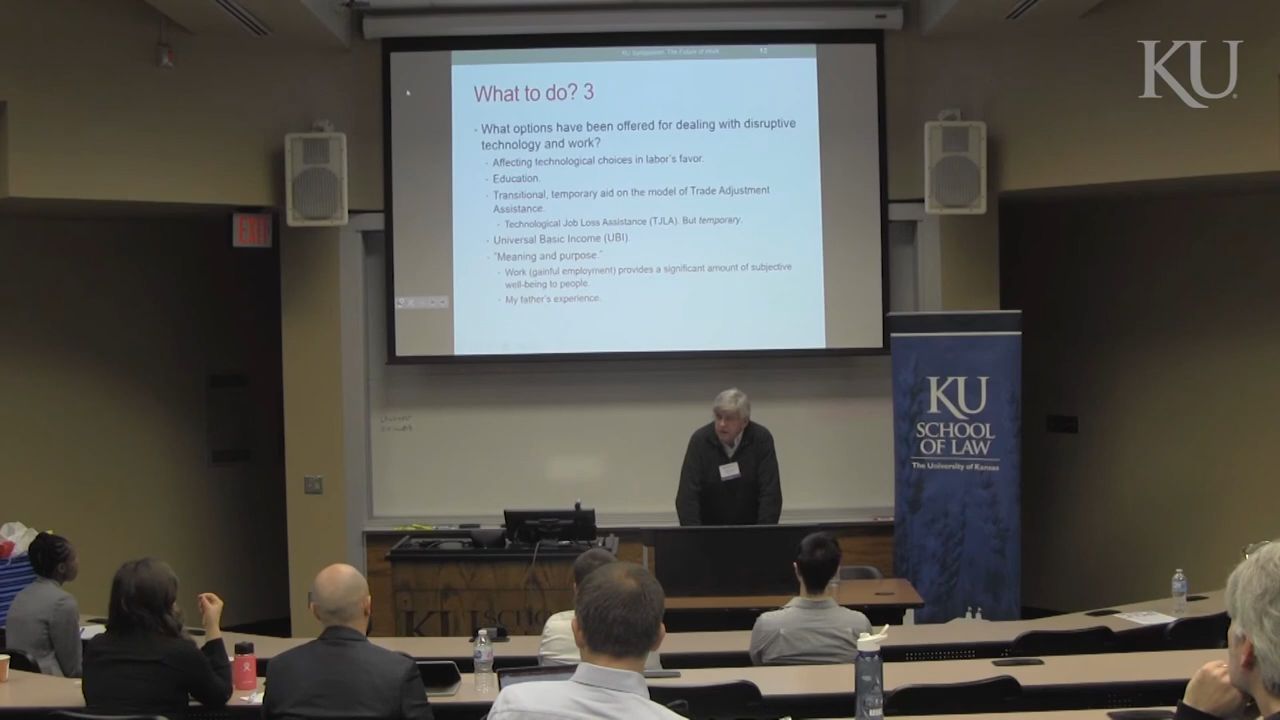 KU Symposium: The Future of Work 12
KU
What to do? 3
What options have been offered for dealing with disruptive
technology and work?
Affecting technological choices in labor's favor.
Education.
Transitional, temporary aid on the model of Trade Adjustment
Assistance.
Technological Job Loss Assistance (TJLA). But temporary.
Universal Basic Income (UBI)
"Meaning and purpose."
Work (gainful employment) provides a significant amount of subjective
well-being to people.
My father's experience.
EXIT
KU
SCHOOL
OF LAW
The University of Kansas
KU SCHO